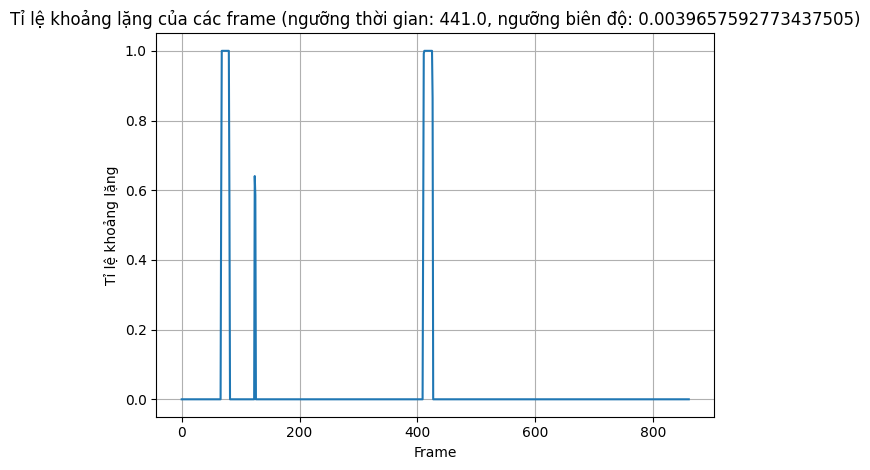 Tỉ lệ khoảng lặng của các frame (ngưỡng thời gian: 441.0, ngưỡng biên độ: 0.0039657592773437505)
1.0
0.8
0.6
0.4
0.2
0.0
Tỉ lệ khoảng lặng
0 200 400 600 800
Frame